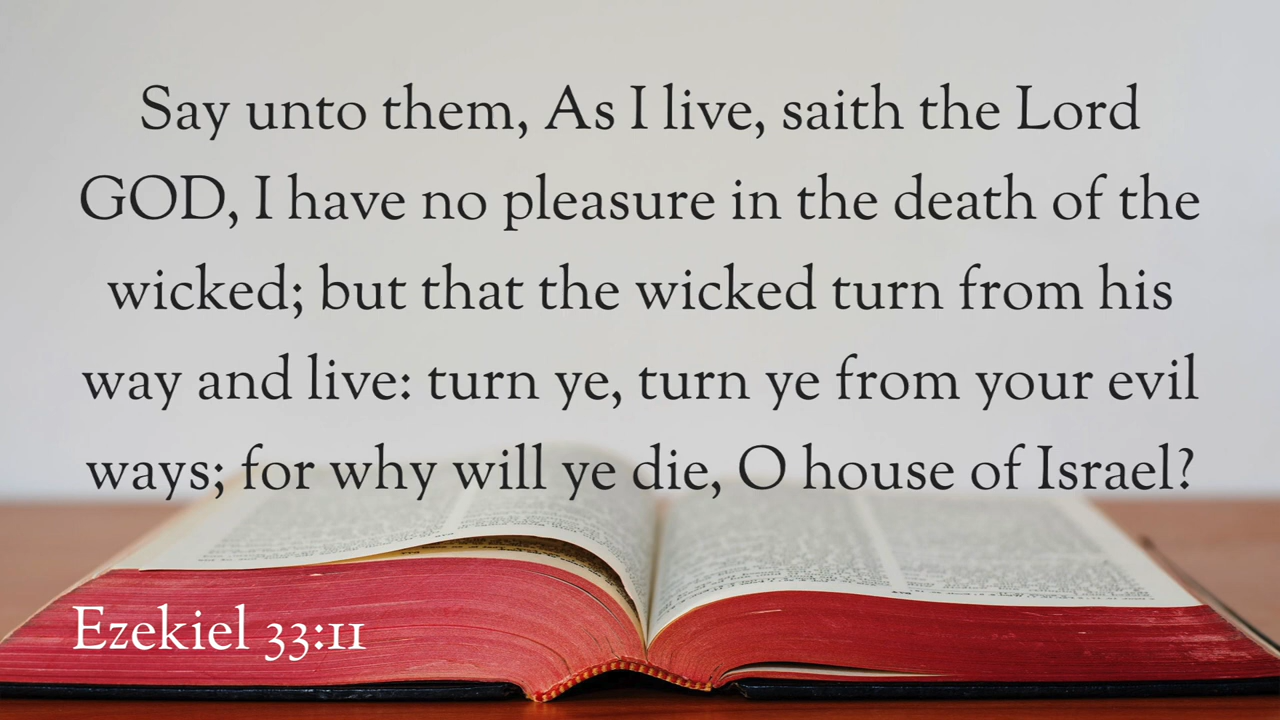 Say unto them, As I live, saith the Lord
GOD, I have no pleasure in the death of the
wicked; but that the wicked turn from his
way and live: turn ye, turn ye from your evil
ways; for why will ye die, O house of Israel?
Ezekiel 33:11